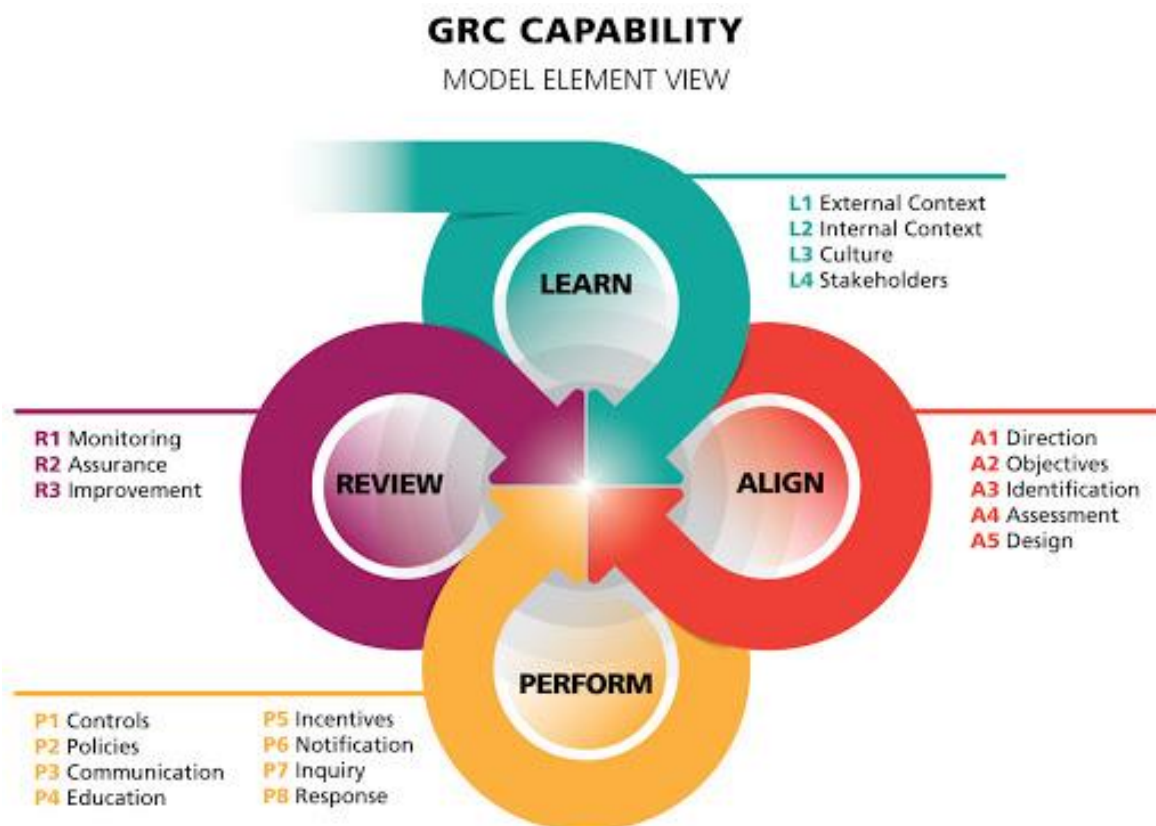 GRC CAPABILITY
MODEL ELEMENT VIEW
L1 External Context
L2 Internal Context
L3 Culture
L4 Stakeholders
LEARN
R1 Monitoring
R2 Assurance
R3 Improvement
REVIEW
ALIGN
A1 Direction
A2 Objectives
A3 Identification
A4 Assessment
A5 Design
PERFORM
P1 Controls
P2 Policies
P3 Communication
P4 Education
P5 Incentives
P6 Notification
P7 Inquiry
P8 Response